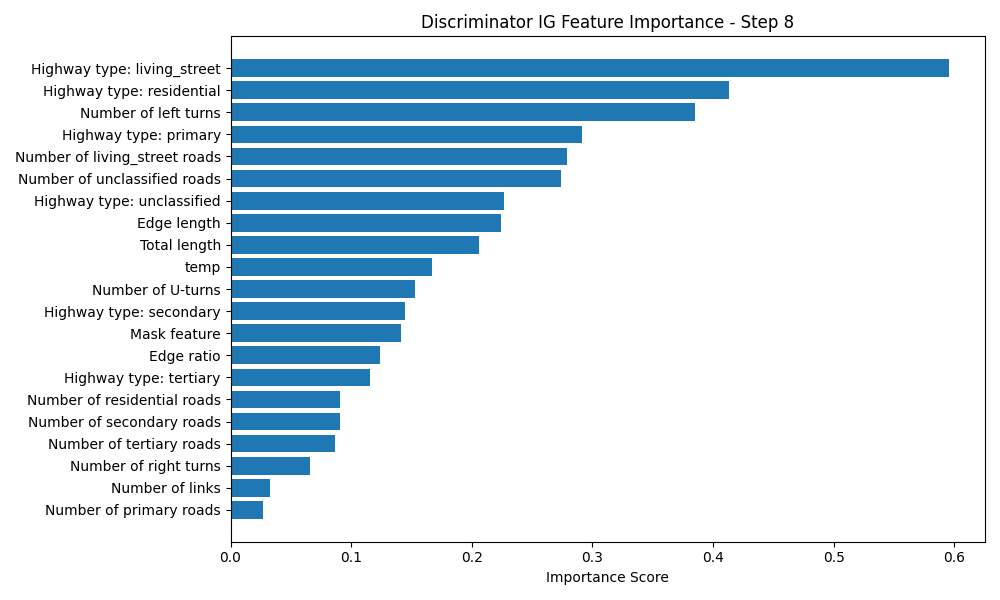 Discriminator IG Feature Importance - Step 8
Highway type: living_street
Highway type: residential
Number of left turns
Highway type: primary
Number of living_street roads
Number of unclassified roads
Highway type: unclassified
Edge length
Total length
temp
Number of U-turns
Highway type: secondary
Mask feature
Edge ratio
Highway type: tertiary
Number of residential roads
Number of secondary roads
Number of tertiary roads
Number of right turns
Number of links
Number of primary roads
0.0 0.1 0.2 0.3 0.4 0.5 0.6
Importance Score